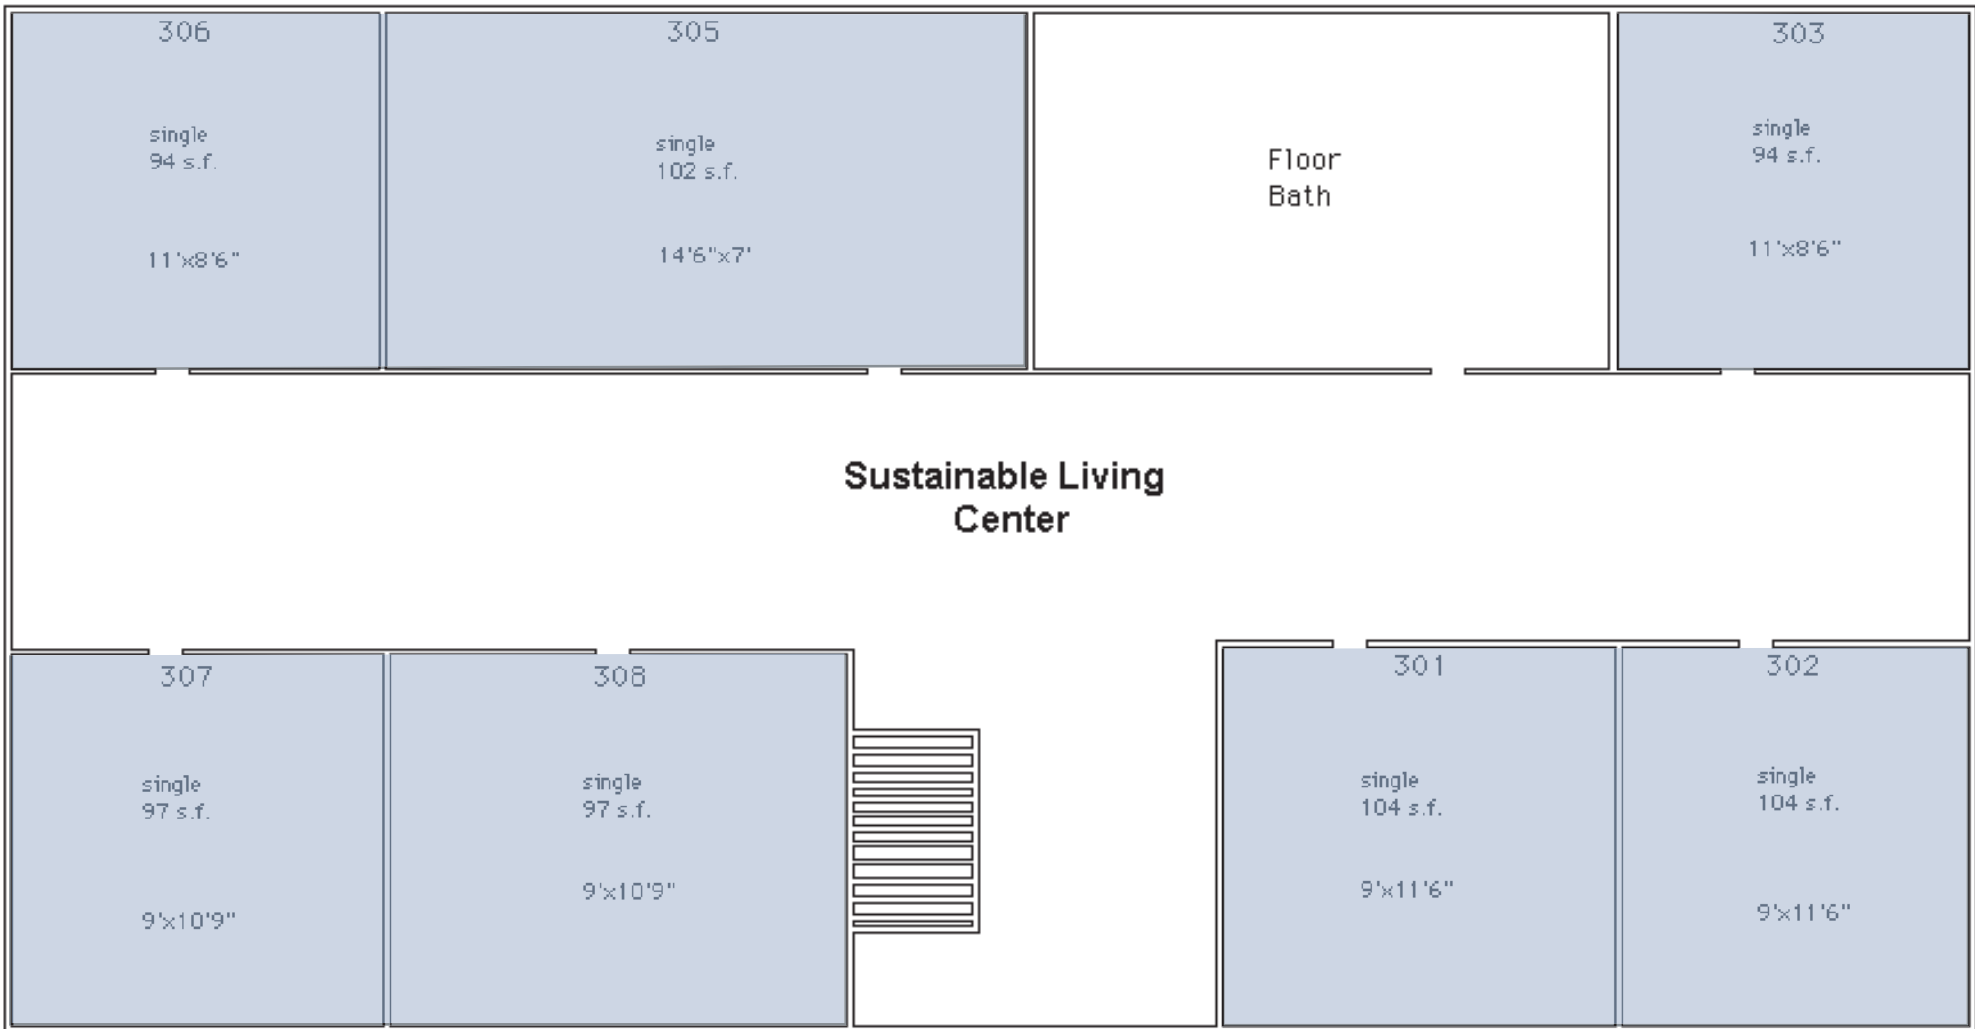 306
single
94 s.f.
11'x8'6"
305
single
102 s.f.
14'6"x7'
Floor
Bath
303
single
94 s.f.
11'x8'6"
Sustainable Living
Center
307
single
97 s.f.
9'x10'9"
308
single
97 s.f.
9'x10'9"
301
single
104 s.f.
9'x11'6"
302
single
104 s.f.
9'x11'6"